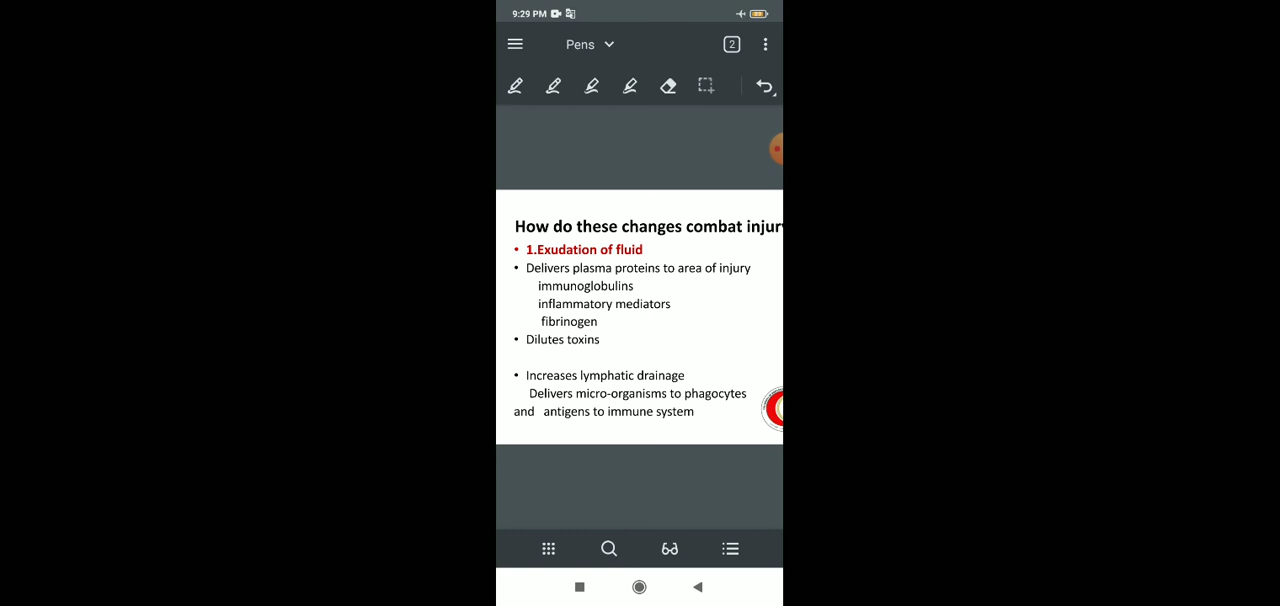 9:29 PM
Pens
2
How do these changes combat injury
• 1.Exudation of fluid
• Delivers plasma proteins to area of injury
immunoglobulins
inflammatory mediators
fibrinogen
• Dilutes toxins
• Increases lymphatic drainage
Delivers micro-organisms to phagocytes
and antigens to immune system